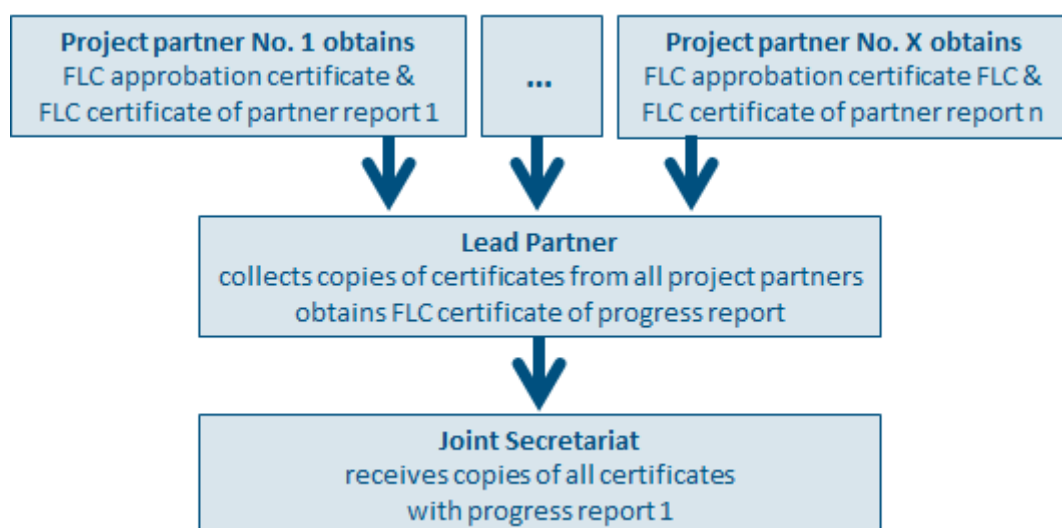 Project partner No. 1 obtains
FLC approbation certificate &
FLC certificate of partner report 1
...
Project partner No. X obtains
FLC approbation certificate FLC &
FLC certificate of partner report n
Lead Partner
collects copies of certificates from all project partners
obtains FLC certificate of progress report
Joint Secretariat
receives copies of all certificates
with progress report 1